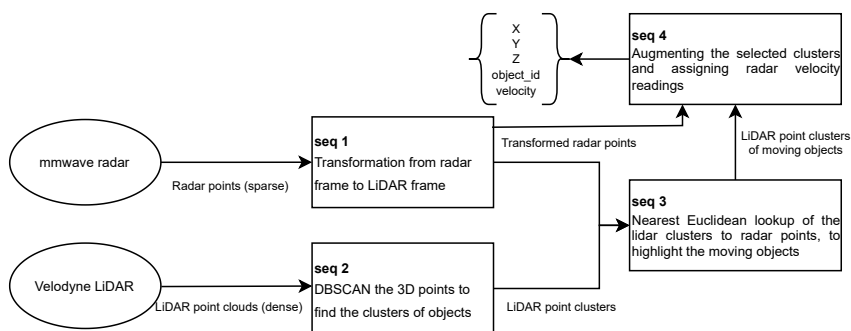 X
Y
Z
object_id
velocity
seq 4
Augmenting the selected clusters
and assigning radar velocity
readings
mmwave radar
Radar points (sparse)
seq 1
Transformation from radar
frame to LiDAR frame
Transformed radar points
LiDAR point clusters
of moving objects
seq 3
Nearest Euclidean lookup of the
lidar clusters to radar points, to
highlight the moving objects
Velodyne LiDAR
LiDAR point clouds (dense)
seq 2
DBSCAN the 3D points to
find the clusters of objects
LiDAR point clusters